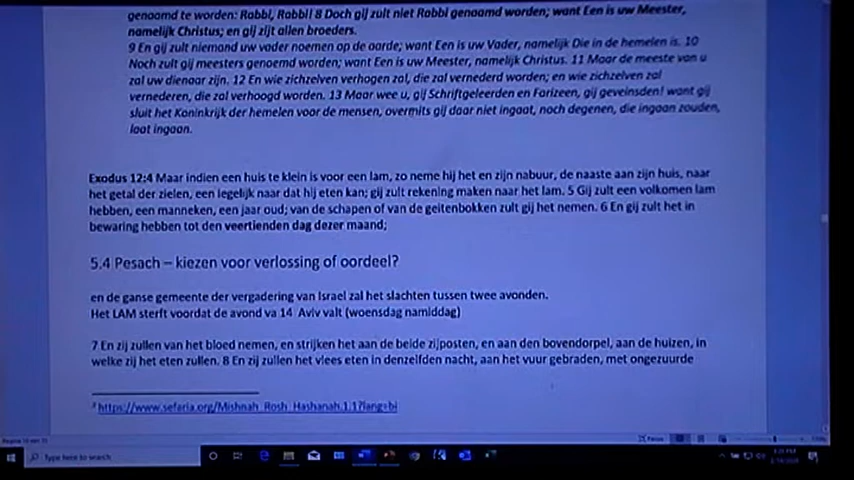 genoemd te worden: Rabbi, Rabbi! 8 Doch gij zult niet Rabbi genoemd worden; want Een is uw Meester,
namelijk Christus; en gij zijt allen broeders.
9 En gij zult niemand uw vader noemen op de aarde; want Een is uw Vader, namelijk Die in de hemelen is. 10
Noch zult gij meesters genoemd worden; want Een is uw Meester, namelijk Christus. 11 Maar de meeste van u
zal uw dienaar zijn. 12 En wie zichzelven verhogen zal, die zal vernederd worden; en wie zichzelven zal
vernederen, die zal verhoogd worden. 13 Maar wee u, gij Schriftgeleerden en Farizeen, gij geveinsden! want gij
sluit het Koninkrijk der hemelen voor de mensen, overmits gij daar niet ingaat, noch degenen, die ingaan zouden,
laat ingaan.
Exodus 12:4 Maar indien een huis te klein is voor een lam, zo neme hij het en zijn nabuur, de naaste aan zijn huis, naar
het getal der zielen, een iegelijk naar dat hij eten kan; gij zult rekening maken naar het lam. 5 Gij zult een volkomen lam
hebben, een manneken, een jaar oud; van de schapen of van de geitenbokken zult gij het nemen. 6 En gij zult het in
bewaring hebben tot den veertienden dag dezer maand;
5.4 Pesach – kiezen voor verlossing of oordeel?
en de ganse gemeente der vergadering van Israel zal het slachten tussen twee avonden.
Het LAM sterft voordat de avond va 14 Aviv valt (woensdag namiddag)
7 En zij zullen van het bloed nemen, en strijken het aan de beide zijposten, en aan den bovendorpel, aan de huizen, in
welke zij het eten zullen. 8 En zij zullen het vlees eten in denzelfden nacht, aan het vuur gebraden, met ongezuurde
https://www.sefaria.org/Mishnah_Rosh_Hashanah.1.1?lang=bi
Focus
Type here to search